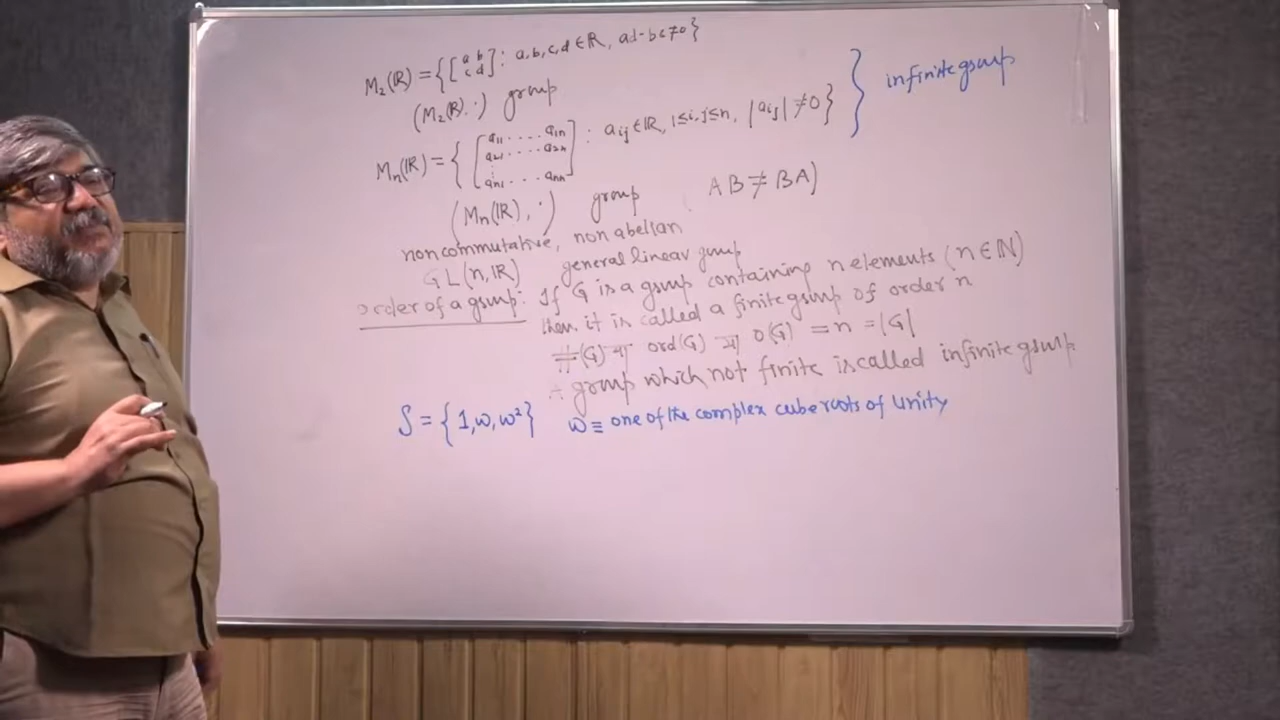 M₂(ℝ) = { [a b c d] : a, b, c, d ∈ ℝ, ad - bc ≠ 0 }
(M₂(ℝ), ·) group
Mₙ(ℝ) = { [a₁₁ .... a₁ₙ a₂₁ .... a₂ₙ ⋮ aₙ₁ ... aₙₙ] : aᵢⱼ ∈ ℝ, 1 ≤ i, j ≤ n, |aᵢⱼ| ≠ 0 } } infinite group
(Mₙ(ℝ), ·) group AB ≠ BA)
noncommutative, non abelian
GL(n, ℝ) general linear group
order of a group: If G is a group containing n elements (n ∈ ℕ)
then it is called a finite group of order n
#(G) या ord(G) या o(G) = n = |G|
A group which not finite is called infinite group
S = {1, ω, ω²} ω ≡ one of the complex cube roots of unity